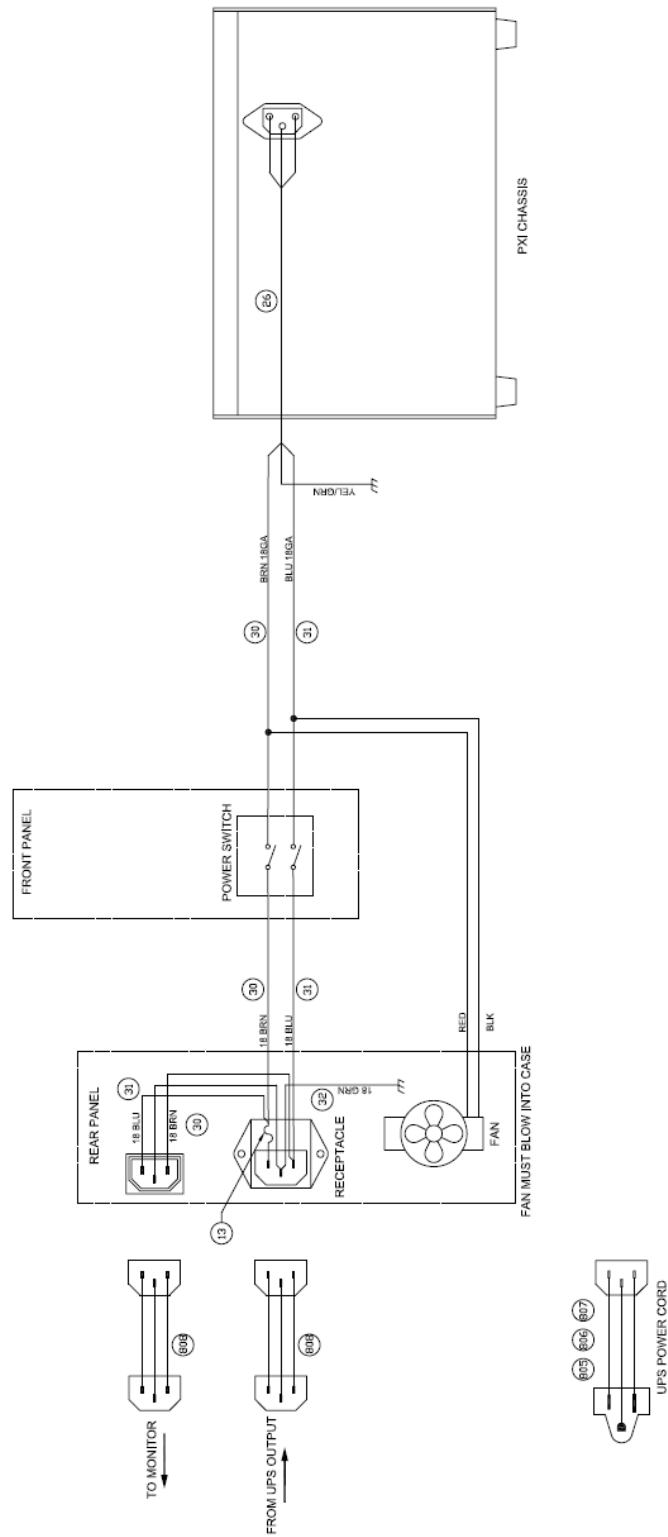 PXI CHASSIS
26
YEL/GRN
BRN 18GA
BLU 18GA
30
31
FRONT PANEL
POWER SWITCH
30
31
18 BRN
18 BLU
RED
BLK
REAR PANEL
31
18 BLU
18 BRN
30
32
18 GRN
RECEPTACLE
FAN
FAN MUST BLOW INTO CASE
13
808
808
TO MONITOR
FROM UPS OUTPUT
805
806
807
UPS POWER CORD